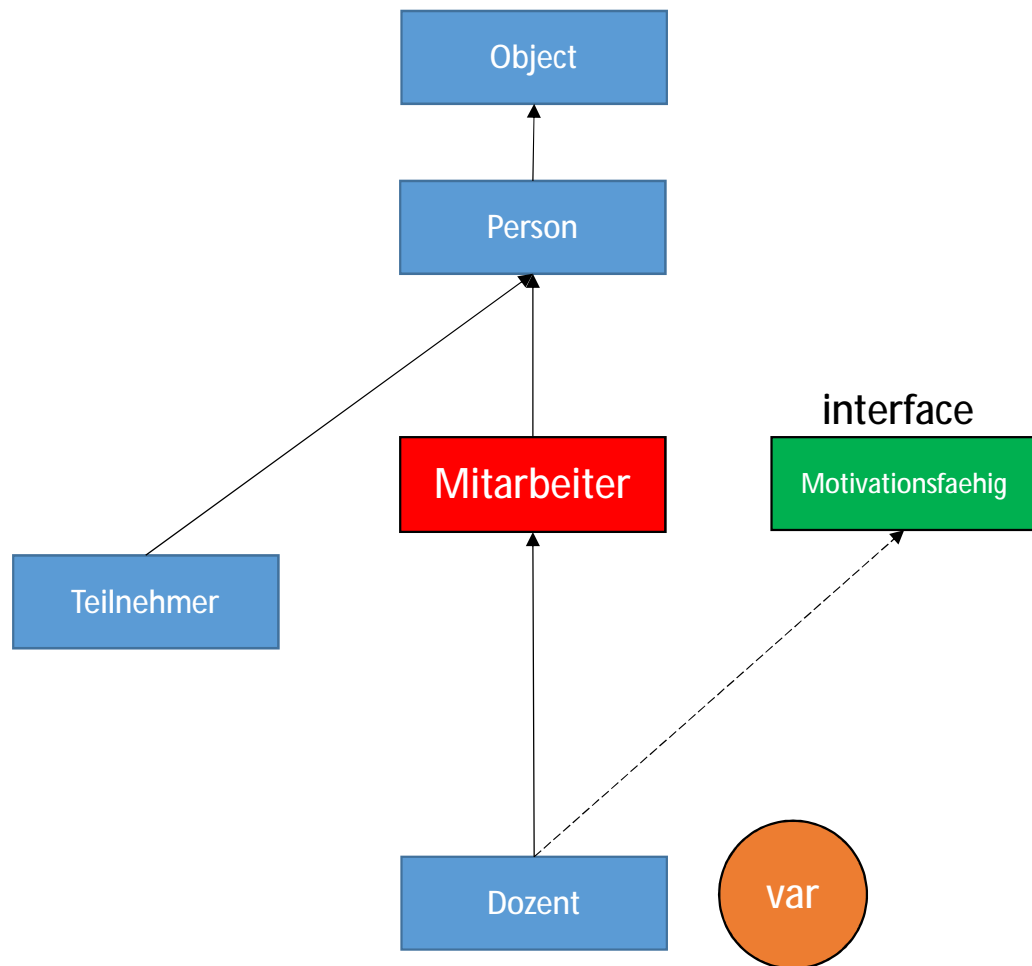 Object
Person
interface
Mitarbeiter
Motivationsfaehig
Teilnehmer
Dozent
var